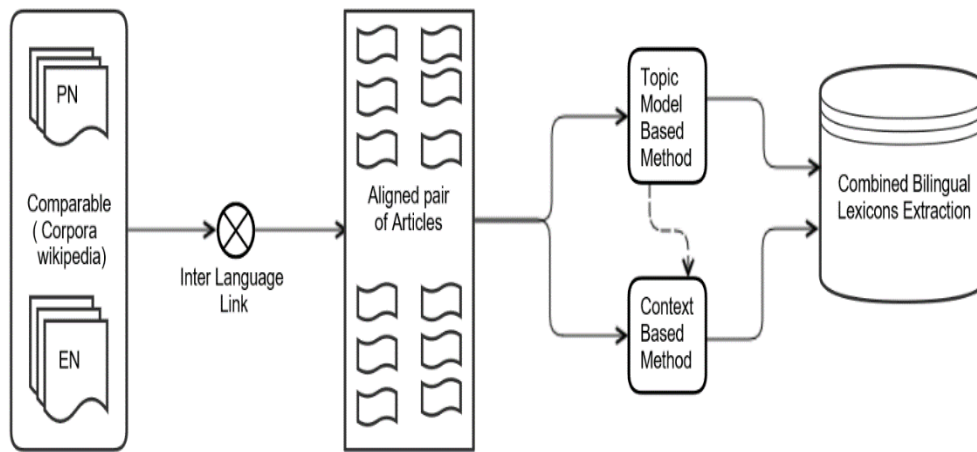 PN
Comparable
( Corpora
wikipedia)
EN
Inter Language
Link
Aligned pair
of Articles
Topic
Model
Based
Method
Context
Based
Method
Combined Bilingual
Lexicons Extraction